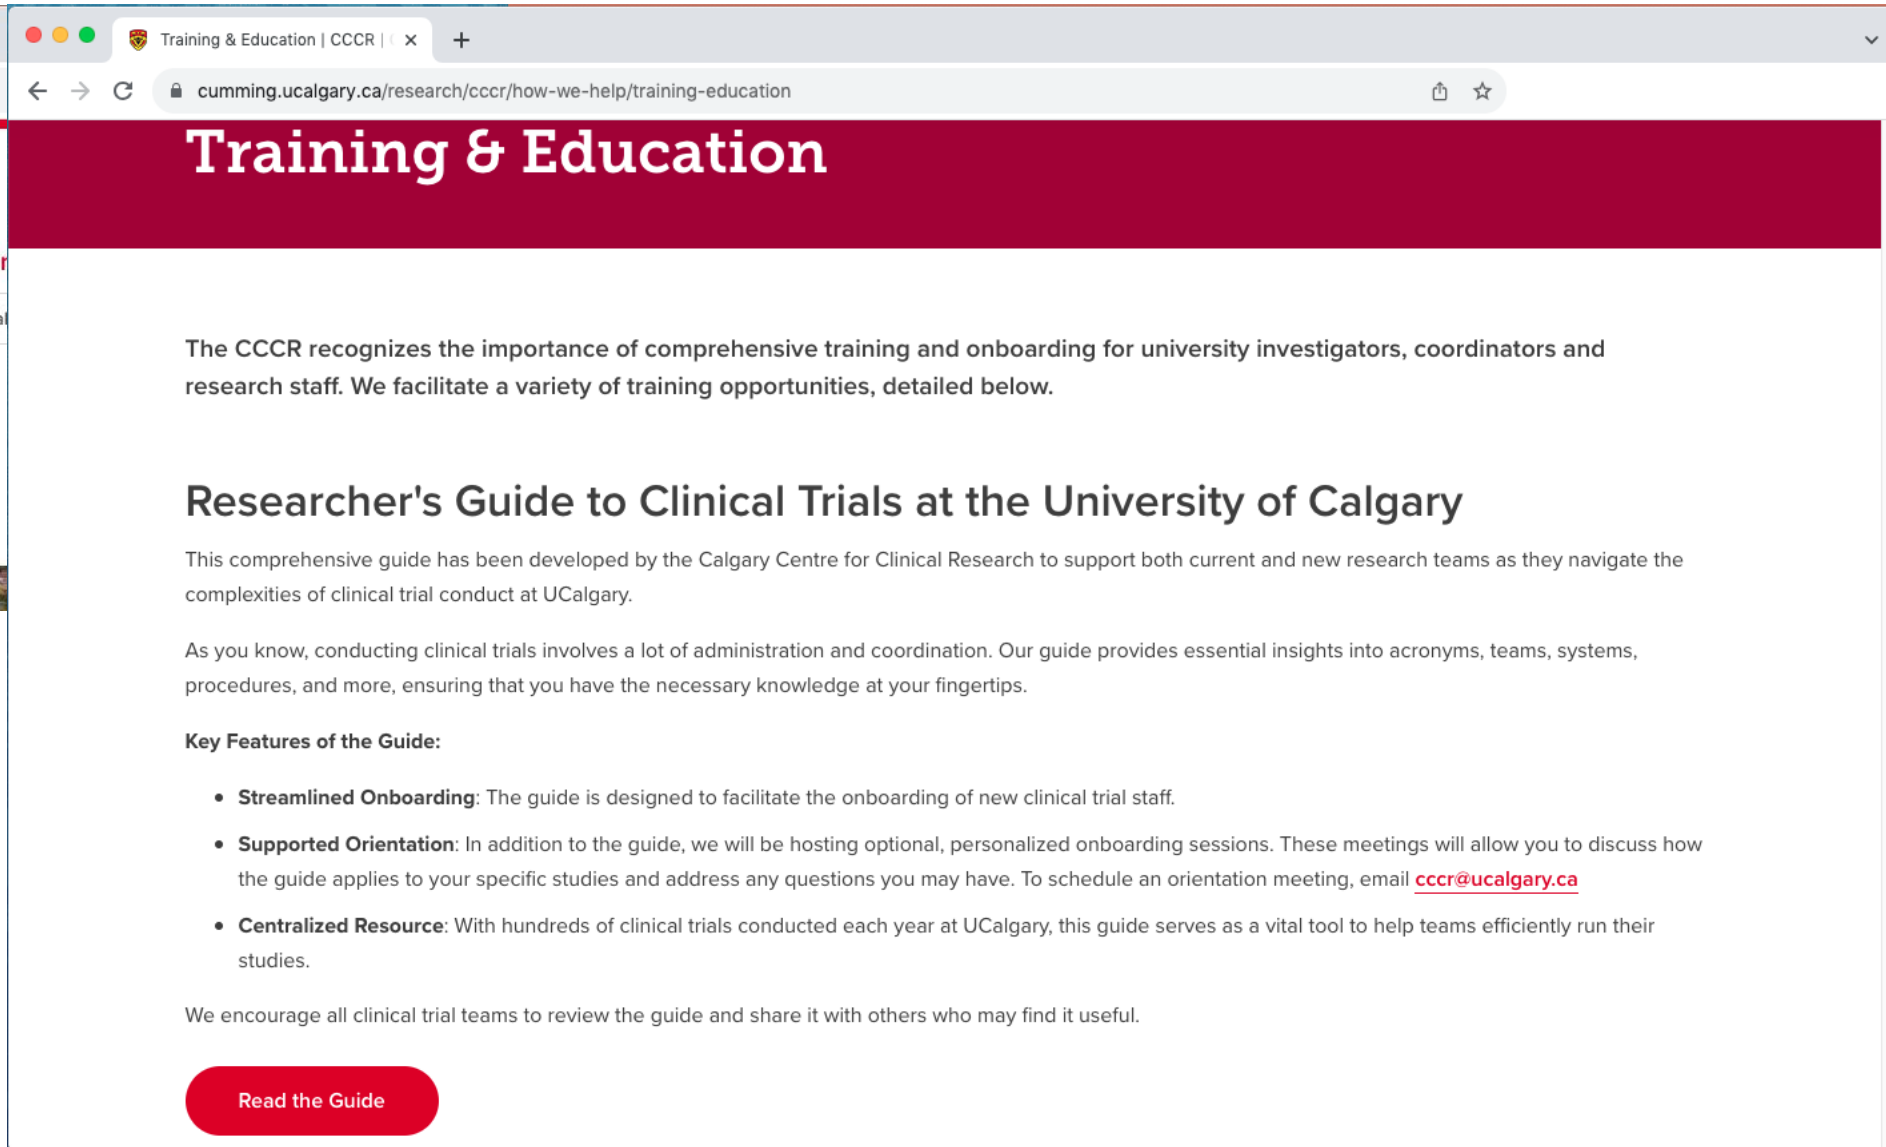 Training & Education | CCCR |
cumming.ucalgary.ca/research/cccr/how-we-help/training-education
Training & Education
The CCCR recognizes the importance of comprehensive training and onboarding for university investigators, coordinators and
research staff. We facilitate a variety of training opportunities, detailed below.
Researcher's Guide to Clinical Trials at the University of Calgary
This comprehensive guide has been developed by the Calgary Centre for Clinical Research to support both current and new research teams as they navigate the
complexities of clinical trial conduct at UCalgary.
As you know, conducting clinical trials involves a lot of administration and coordination. Our guide provides essential insights into acronyms, teams, systems,
procedures, and more, ensuring that you have the necessary knowledge at your fingertips.
Key Features of the Guide:
• Streamlined Onboarding: The guide is designed to facilitate the onboarding of new clinical trial staff.
• Supported Orientation: In addition to the guide, we will be hosting optional, personalized onboarding sessions. These meetings will allow you to discuss how
the guide applies to your specific studies and address any questions you may have. To schedule an orientation meeting, email cccr@ucalgary.ca
• Centralized Resource: With hundreds of clinical trials conducted each year at UCalgary, this guide serves as a vital tool to help teams efficiently run their
studies.
We encourage all clinical trial teams to review the guide and share it with others who may find it useful.
Read the Guide